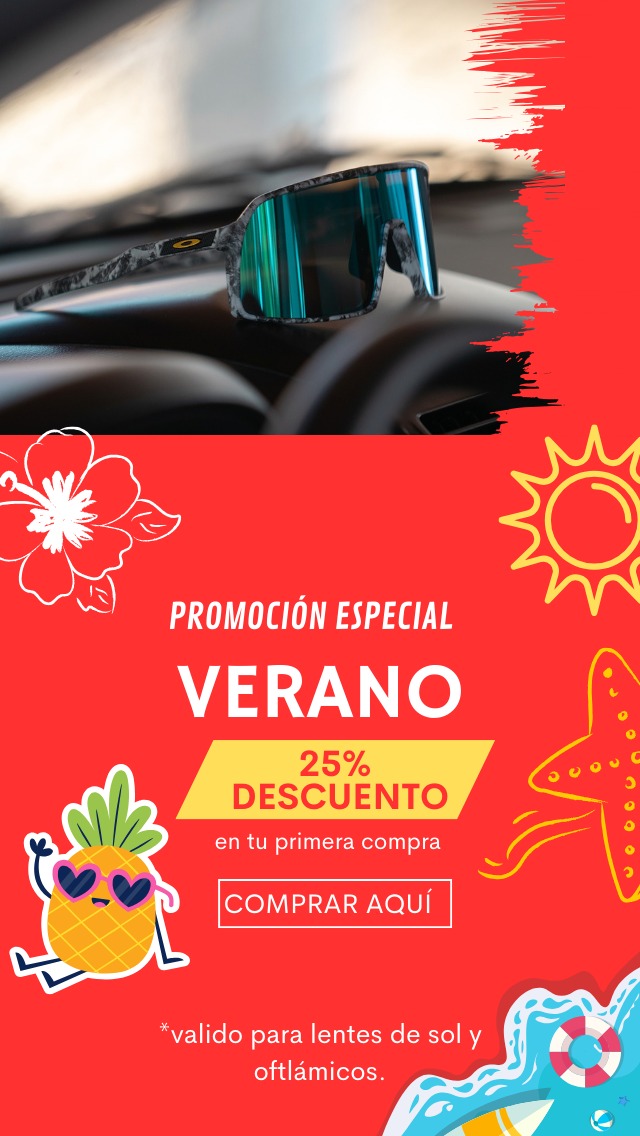 PROMOCIÓN ESPECIAL
VERANO
25%
DESCUENTO
en tu primera compra
COMPRAR AQUÍ
*valido para lentes de sol y
oftlámicos.